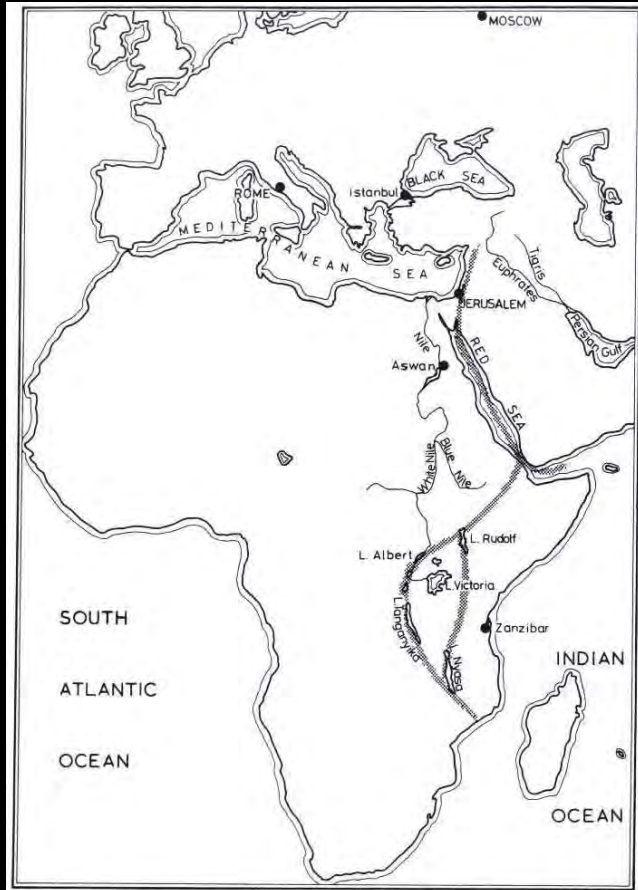 MOSCOW
ROME
istanbul
BLACK SEA
MEDITERRANEAN SEA
Tigris
Euphrates
JERUSALEM
Persian Gulf
Nile
RED SEA
Aswan
White Nile
Blue Nile
L. Albert
L. Rudolf
L.Victoria
L.Tanganyika
Zanzibar
L. Nyasa
SOUTH
ATLANTIC
OCEAN
INDIAN
OCEAN